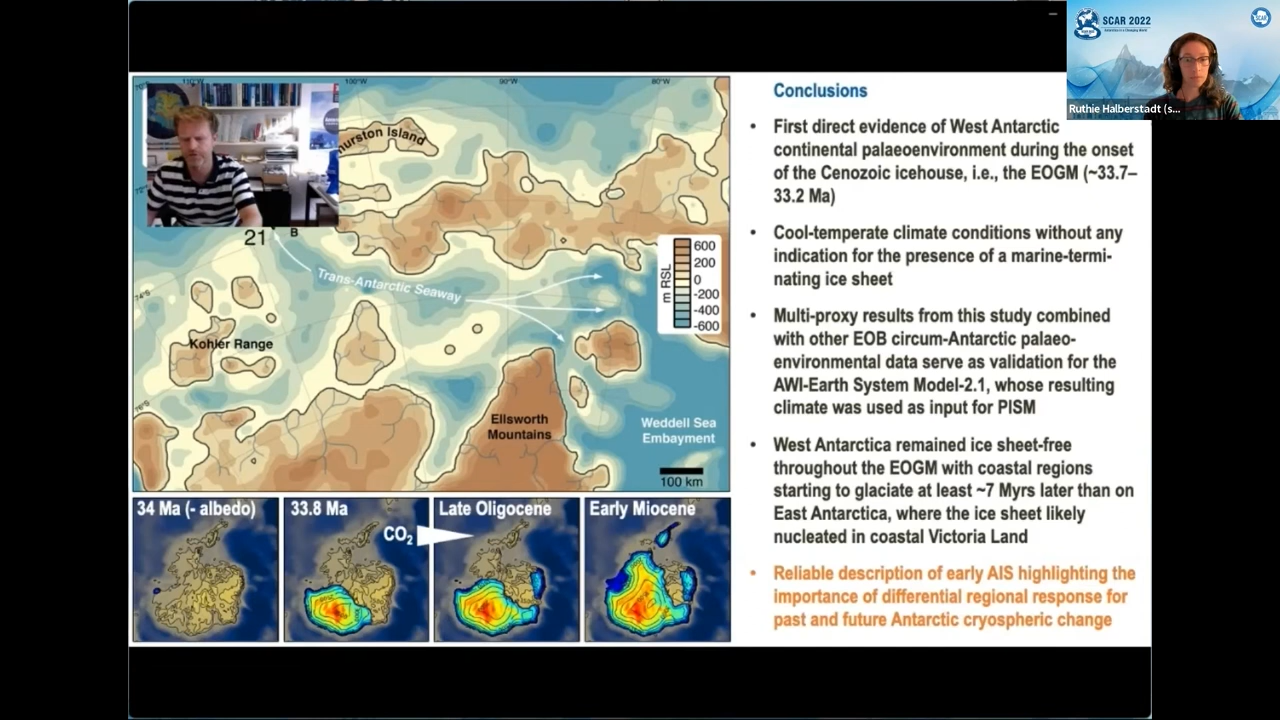 SCAR 2022
Ruthie Halberstadt (s...
110°W
100°W
90°W
80°W
hurston Island
21
B
Trans-Antarctic Seaway
74°S
76°S
Kohler Range
Ellsworth
Mountains
Weddell Sea
Embayment
100 km
m RSL
600
200
0
-200
-400
-600
34 Ma (- albedo)
33.8 Ma
CO₂
Late Oligocene
Early Miocene
Conclusions
• First direct evidence of West Antarctic
continental palaeoenvironment during the onset
of the Cenozoic icehouse, i.e., the EOGM (~33.7–
33.2 Ma)
• Cool-temperate climate conditions without any
indication for the presence of a marine-termi-
nating ice sheet
• Multi-proxy results from this study combined
with other EOB circum-Antarctic palaeo-
environmental data serve as validation for the
AWI-Earth System Model-2.1, whose resulting
climate was used as input for PISM
• West Antarctica remained ice sheet-free
throughout the EOGM with coastal regions
starting to glaciate at least ~7 Myrs later than on
East Antarctica, where the ice sheet likely
nucleated in coastal Victoria Land
• Reliable description of early AIS highlighting the
importance of differential regional response for
past and future Antarctic cryospheric change